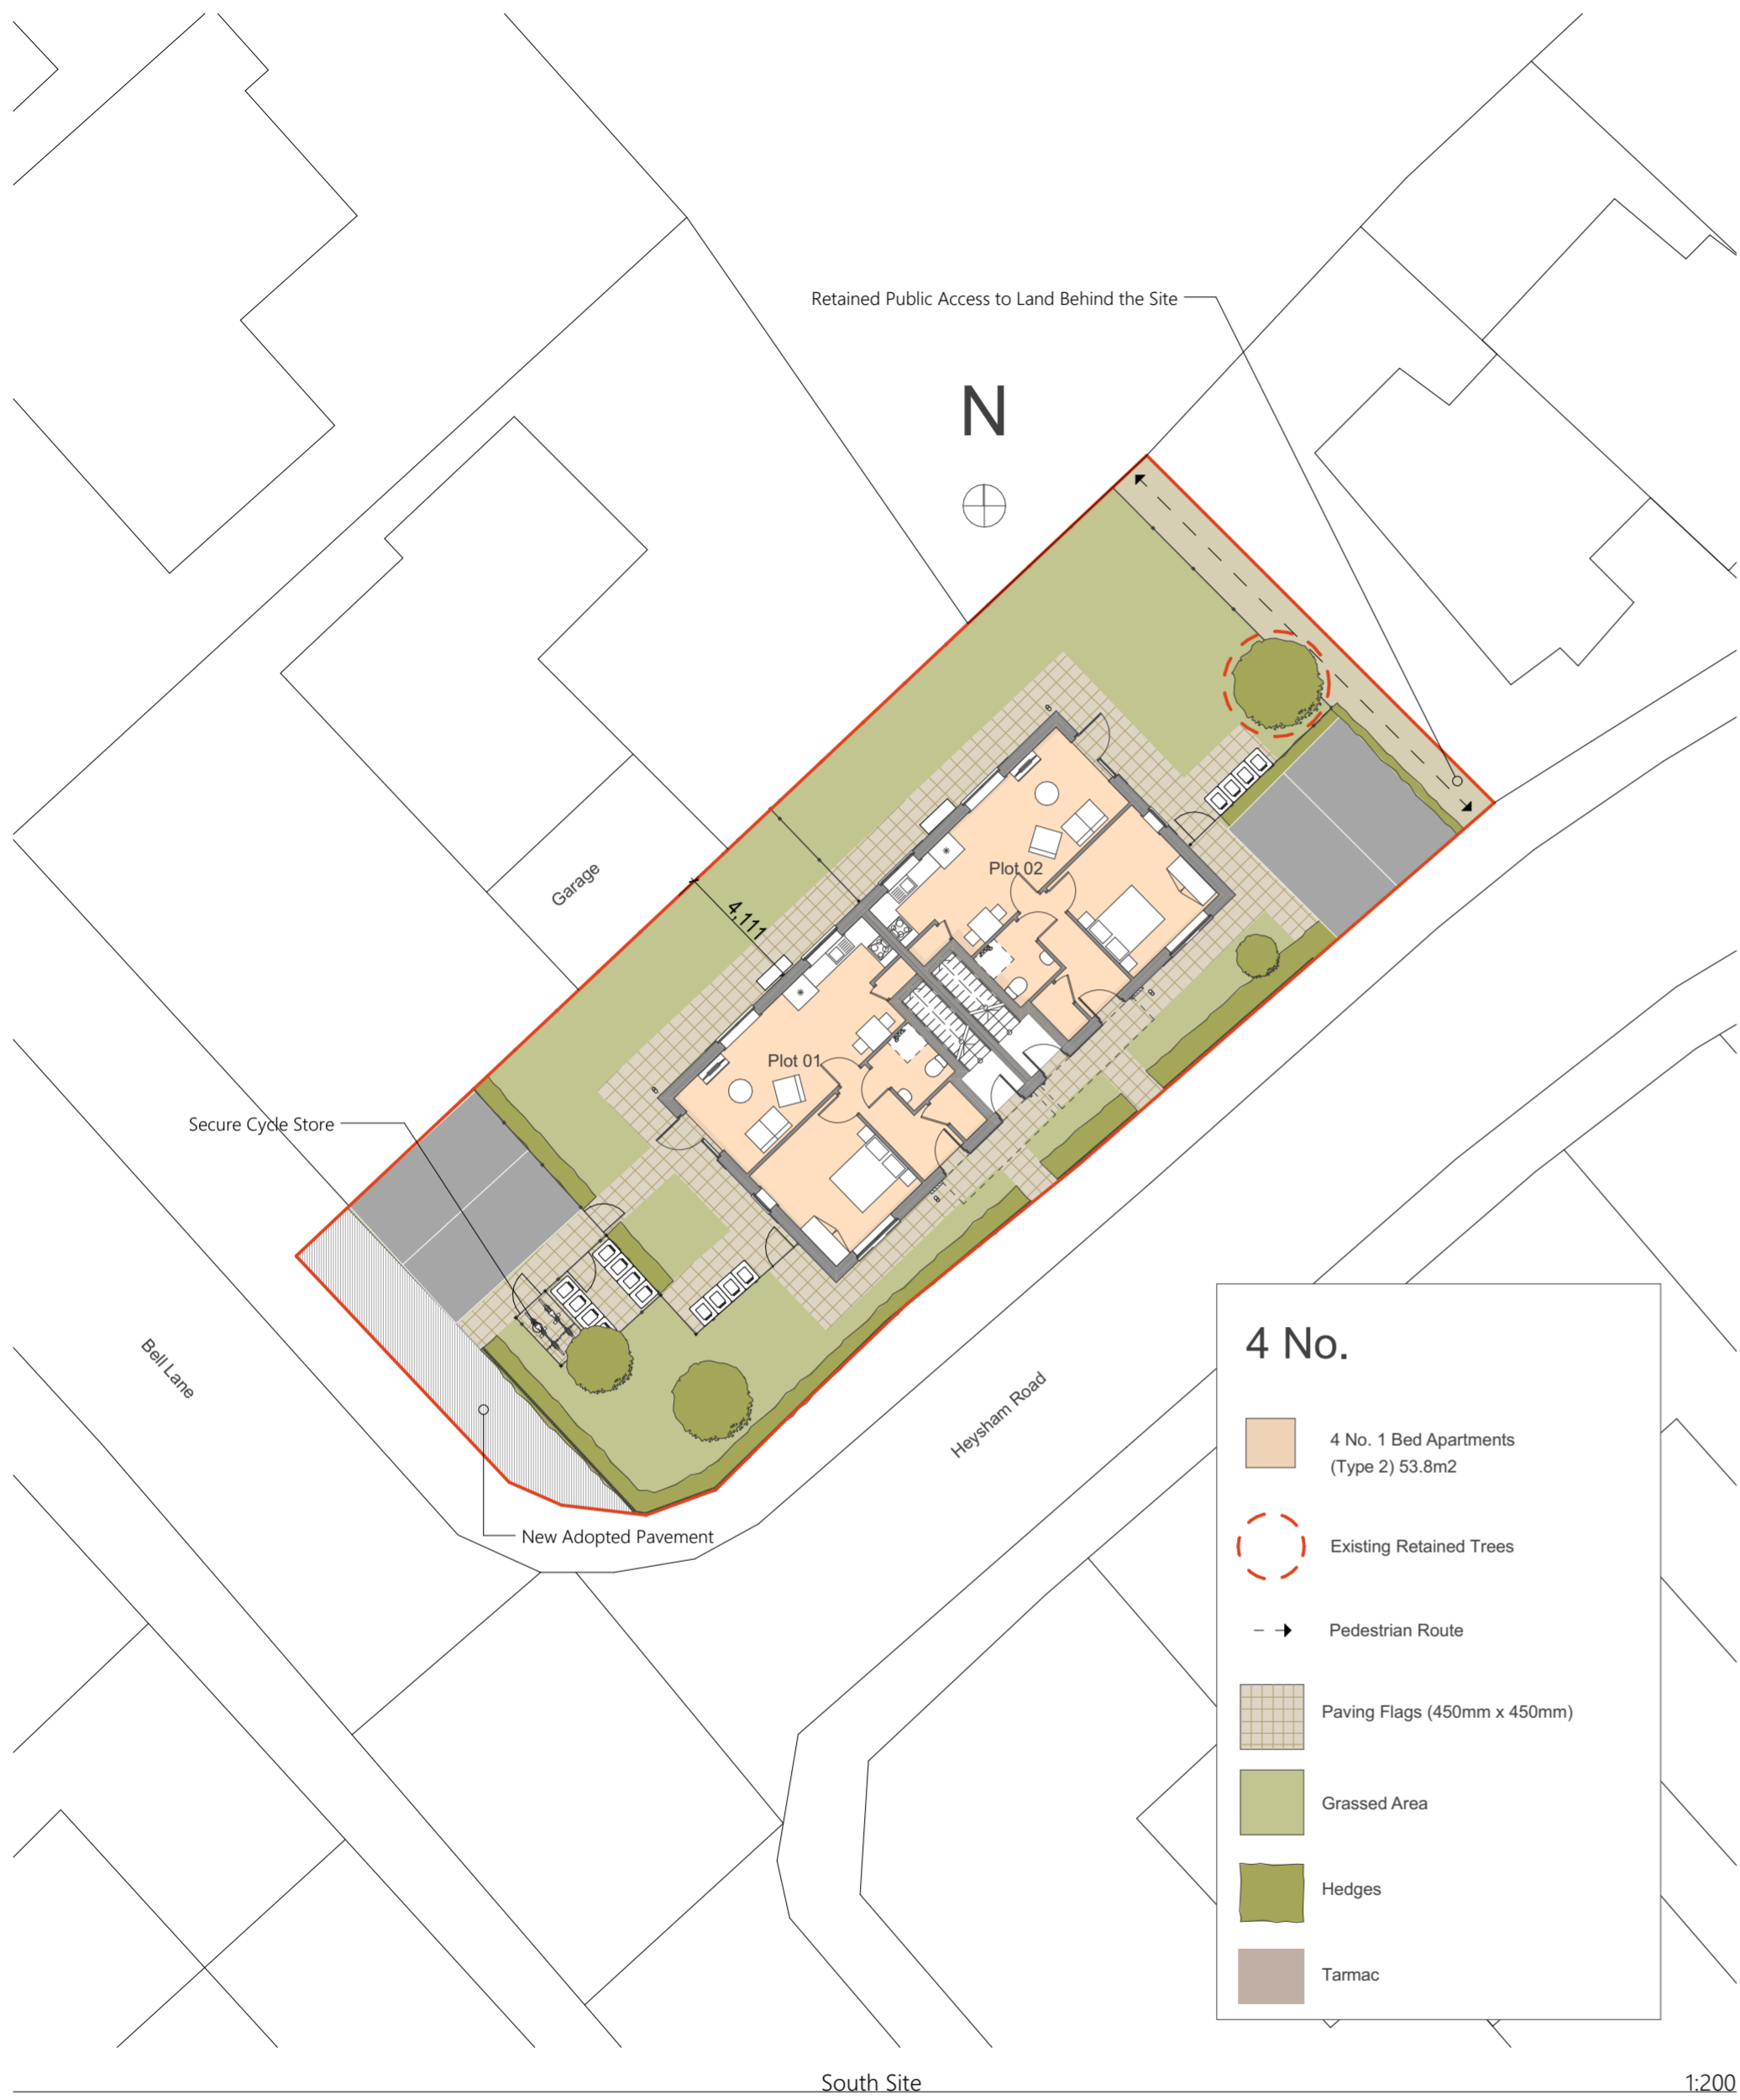 Retained Public Access to Land Behind the Site
N
Garage
4,111
Plot 02
Plot 01
Secure Cycle Store
Bell Lane
Heysham Road
New Adopted Pavement
4 No.
4 No. 1 Bed Apartments
(Type 2) 53.8m2
Existing Retained Trees
Pedestrian Route
Paving Flags (450mm x 450mm)
Grassed Area
Hedges
Tarmac
South Site
1:200